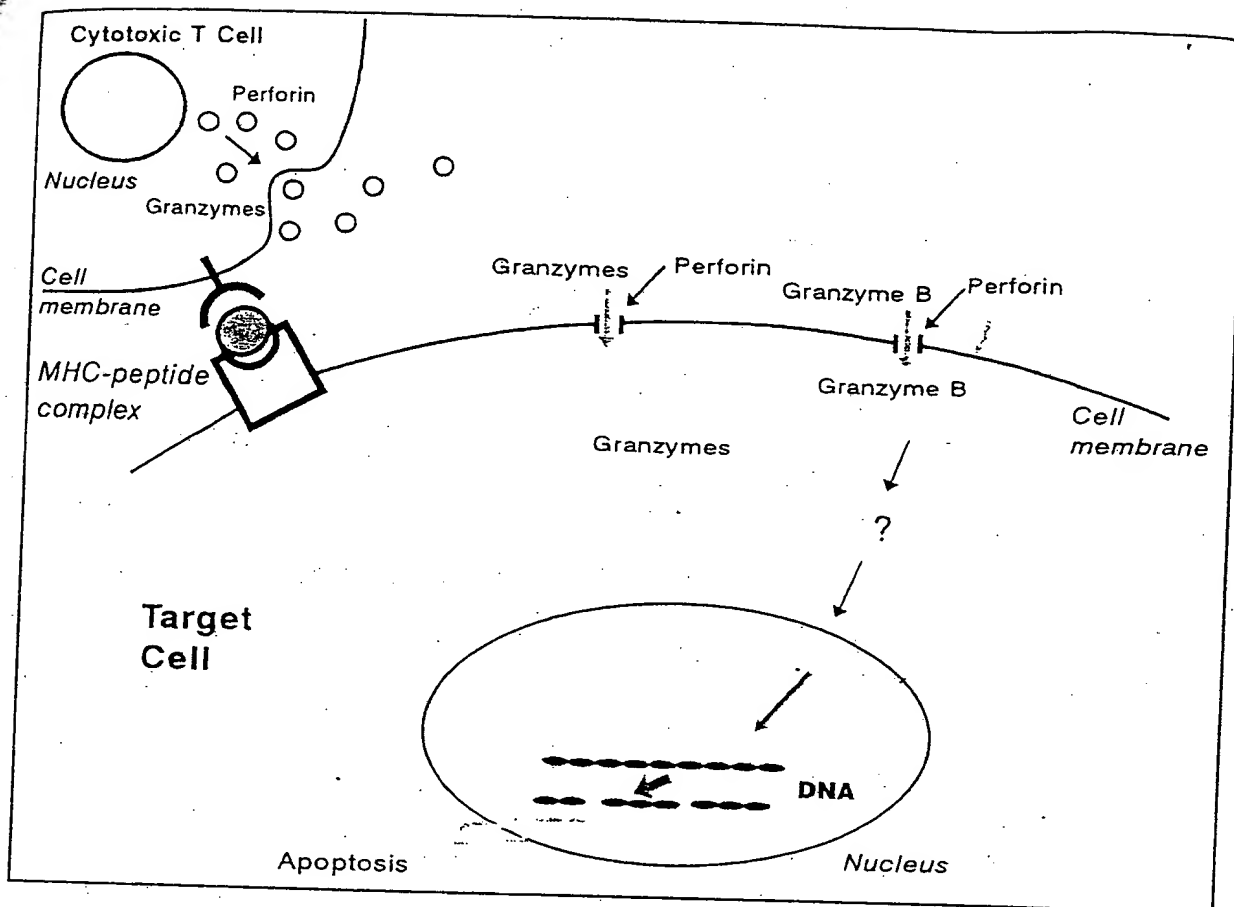 Cytotoxic T Cell
Perforin
Nucleus
Granzymes
Cell
membrane
MHC-peptide
complex
Granzymes
Perforin
Granzyme B
Perforin
Granzyme B
Cell
membrane
Granzymes
?
Target
Cell
DNA
Apoptosis
Nucleus